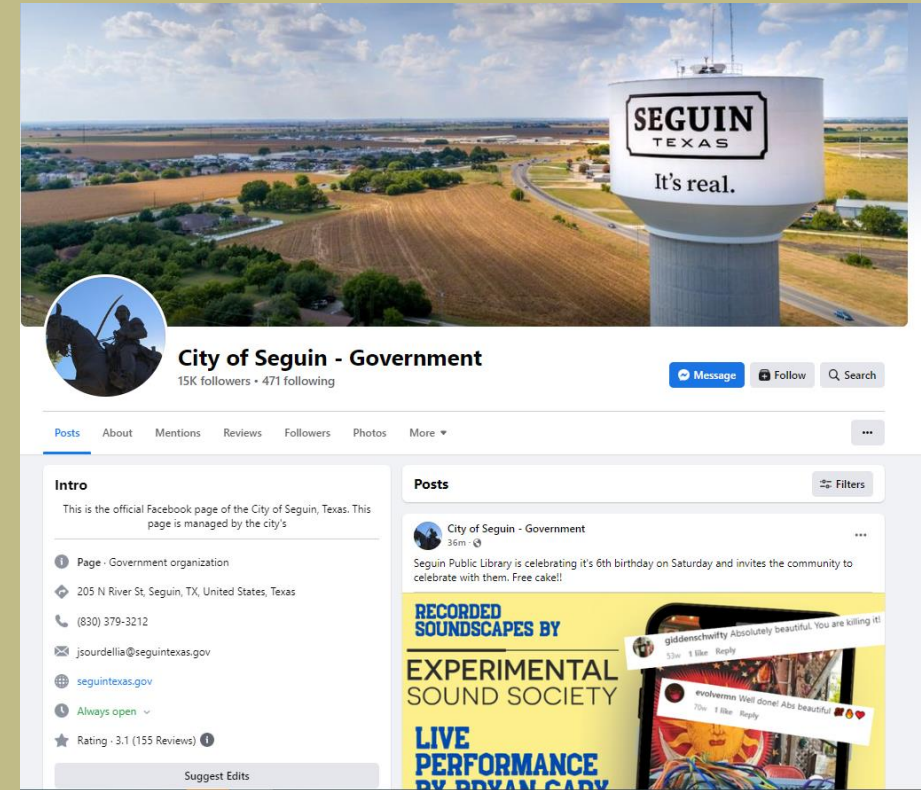 SEGUIN
TEXAS
It's real.
City of Seguin - Government
15K followers • 471 following
Message
Follow
Search
Posts
About
Mentions
Reviews
Followers
Photos
More
Intro
This is the official Facebook page of the City of Seguin, Texas. This
page is managed by the city's
Page · Government organization
205 N River St, Seguin, TX, United States, Texas
(830) 379-3212
jsourdellia@seguintexas.gov
seguintexas.gov
Always open
Rating · 3.1 (155 Reviews)
Suggest Edits
Posts
Filters
City of Seguin - Government
36m ·
Seguin Public Library is celebrating it's 6th birthday on Saturday and invites the community to
celebrate with them. Free cake!!
RECORDED
SOUNDSCAPES BY
EXPERIMENTAL
SOUND SOCIETY
LIVE
PERFORMANCE
BY BRYAN GADY
giddenschwifty Absolutely beautiful. You are killing it!
53w 1 like Reply
evolvermn Well done! Abs beautiful
70w 1 like Reply